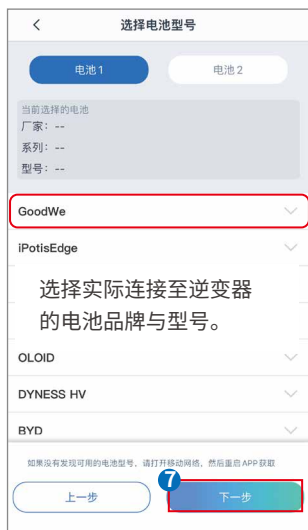 选择电池型号
电池1 电池2
当前选择的电池
厂家：--
系列：--
型号：--
GoodWe
iPotisEdge
选择实际连接至逆变器
的电池品牌与型号。
OLOID
DYNESS HV
BYD
如果没有发现可用的电池型号，请打开移动网络，然后重启APP获取
7
上一步 下一步